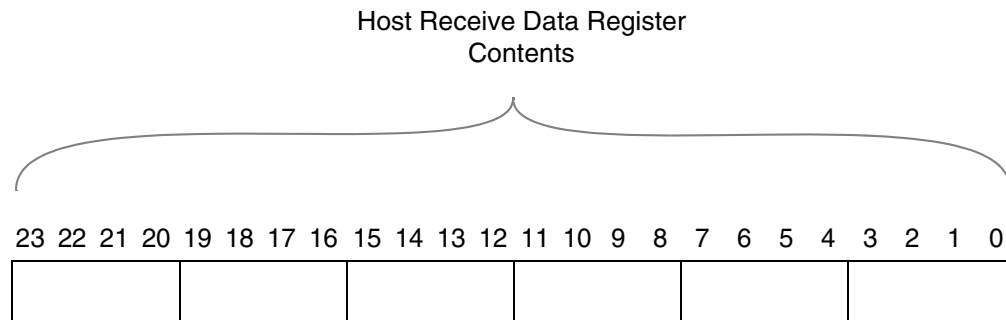 Host Receive Data Register
Contents
23 22 21 20 19 18 17 16 15 14 13 12 11 10 9 8 7 6 5 4 3 2 1 0